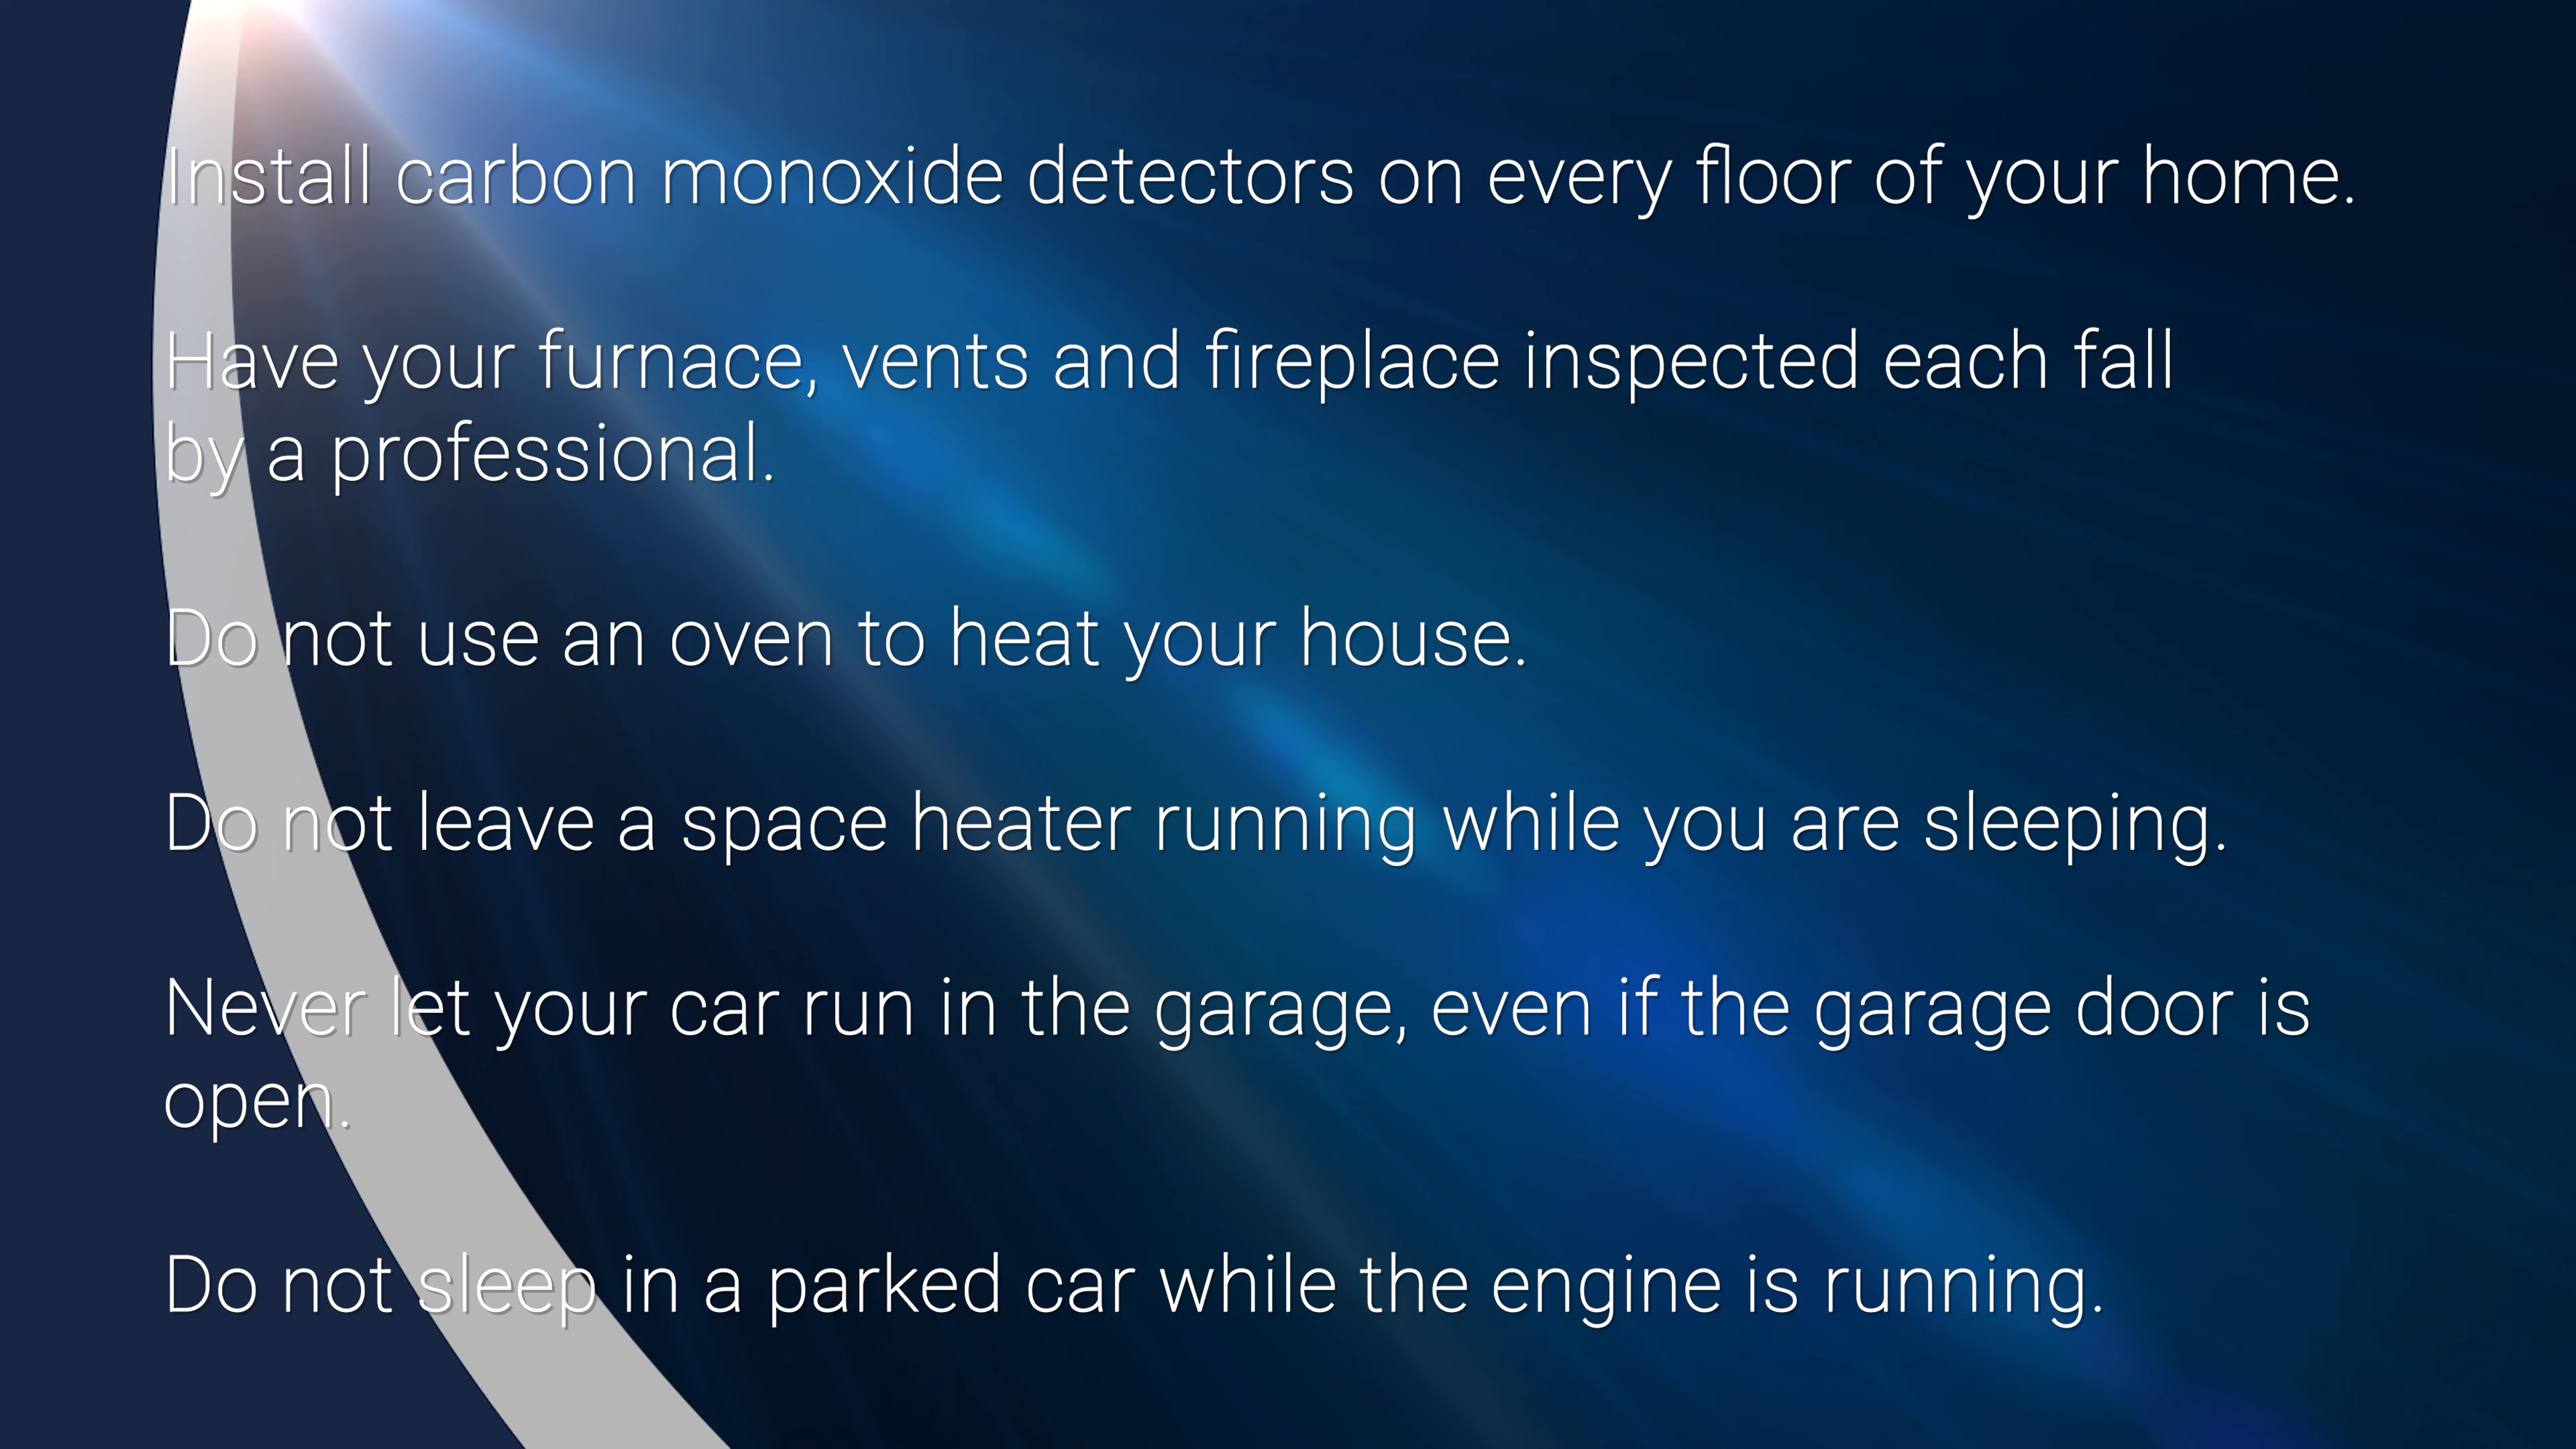 Install carbon monoxide detectors on every floor of your home.
Have your furnace, vents and fireplace inspected each fall
by a professional.
Do not use an oven to heat your house.
Do not leave a space heater running while you are sleeping.
Never let your car run in the garage, even if the garage door is
open.
Do not sleep in a parked car while the engine is running.